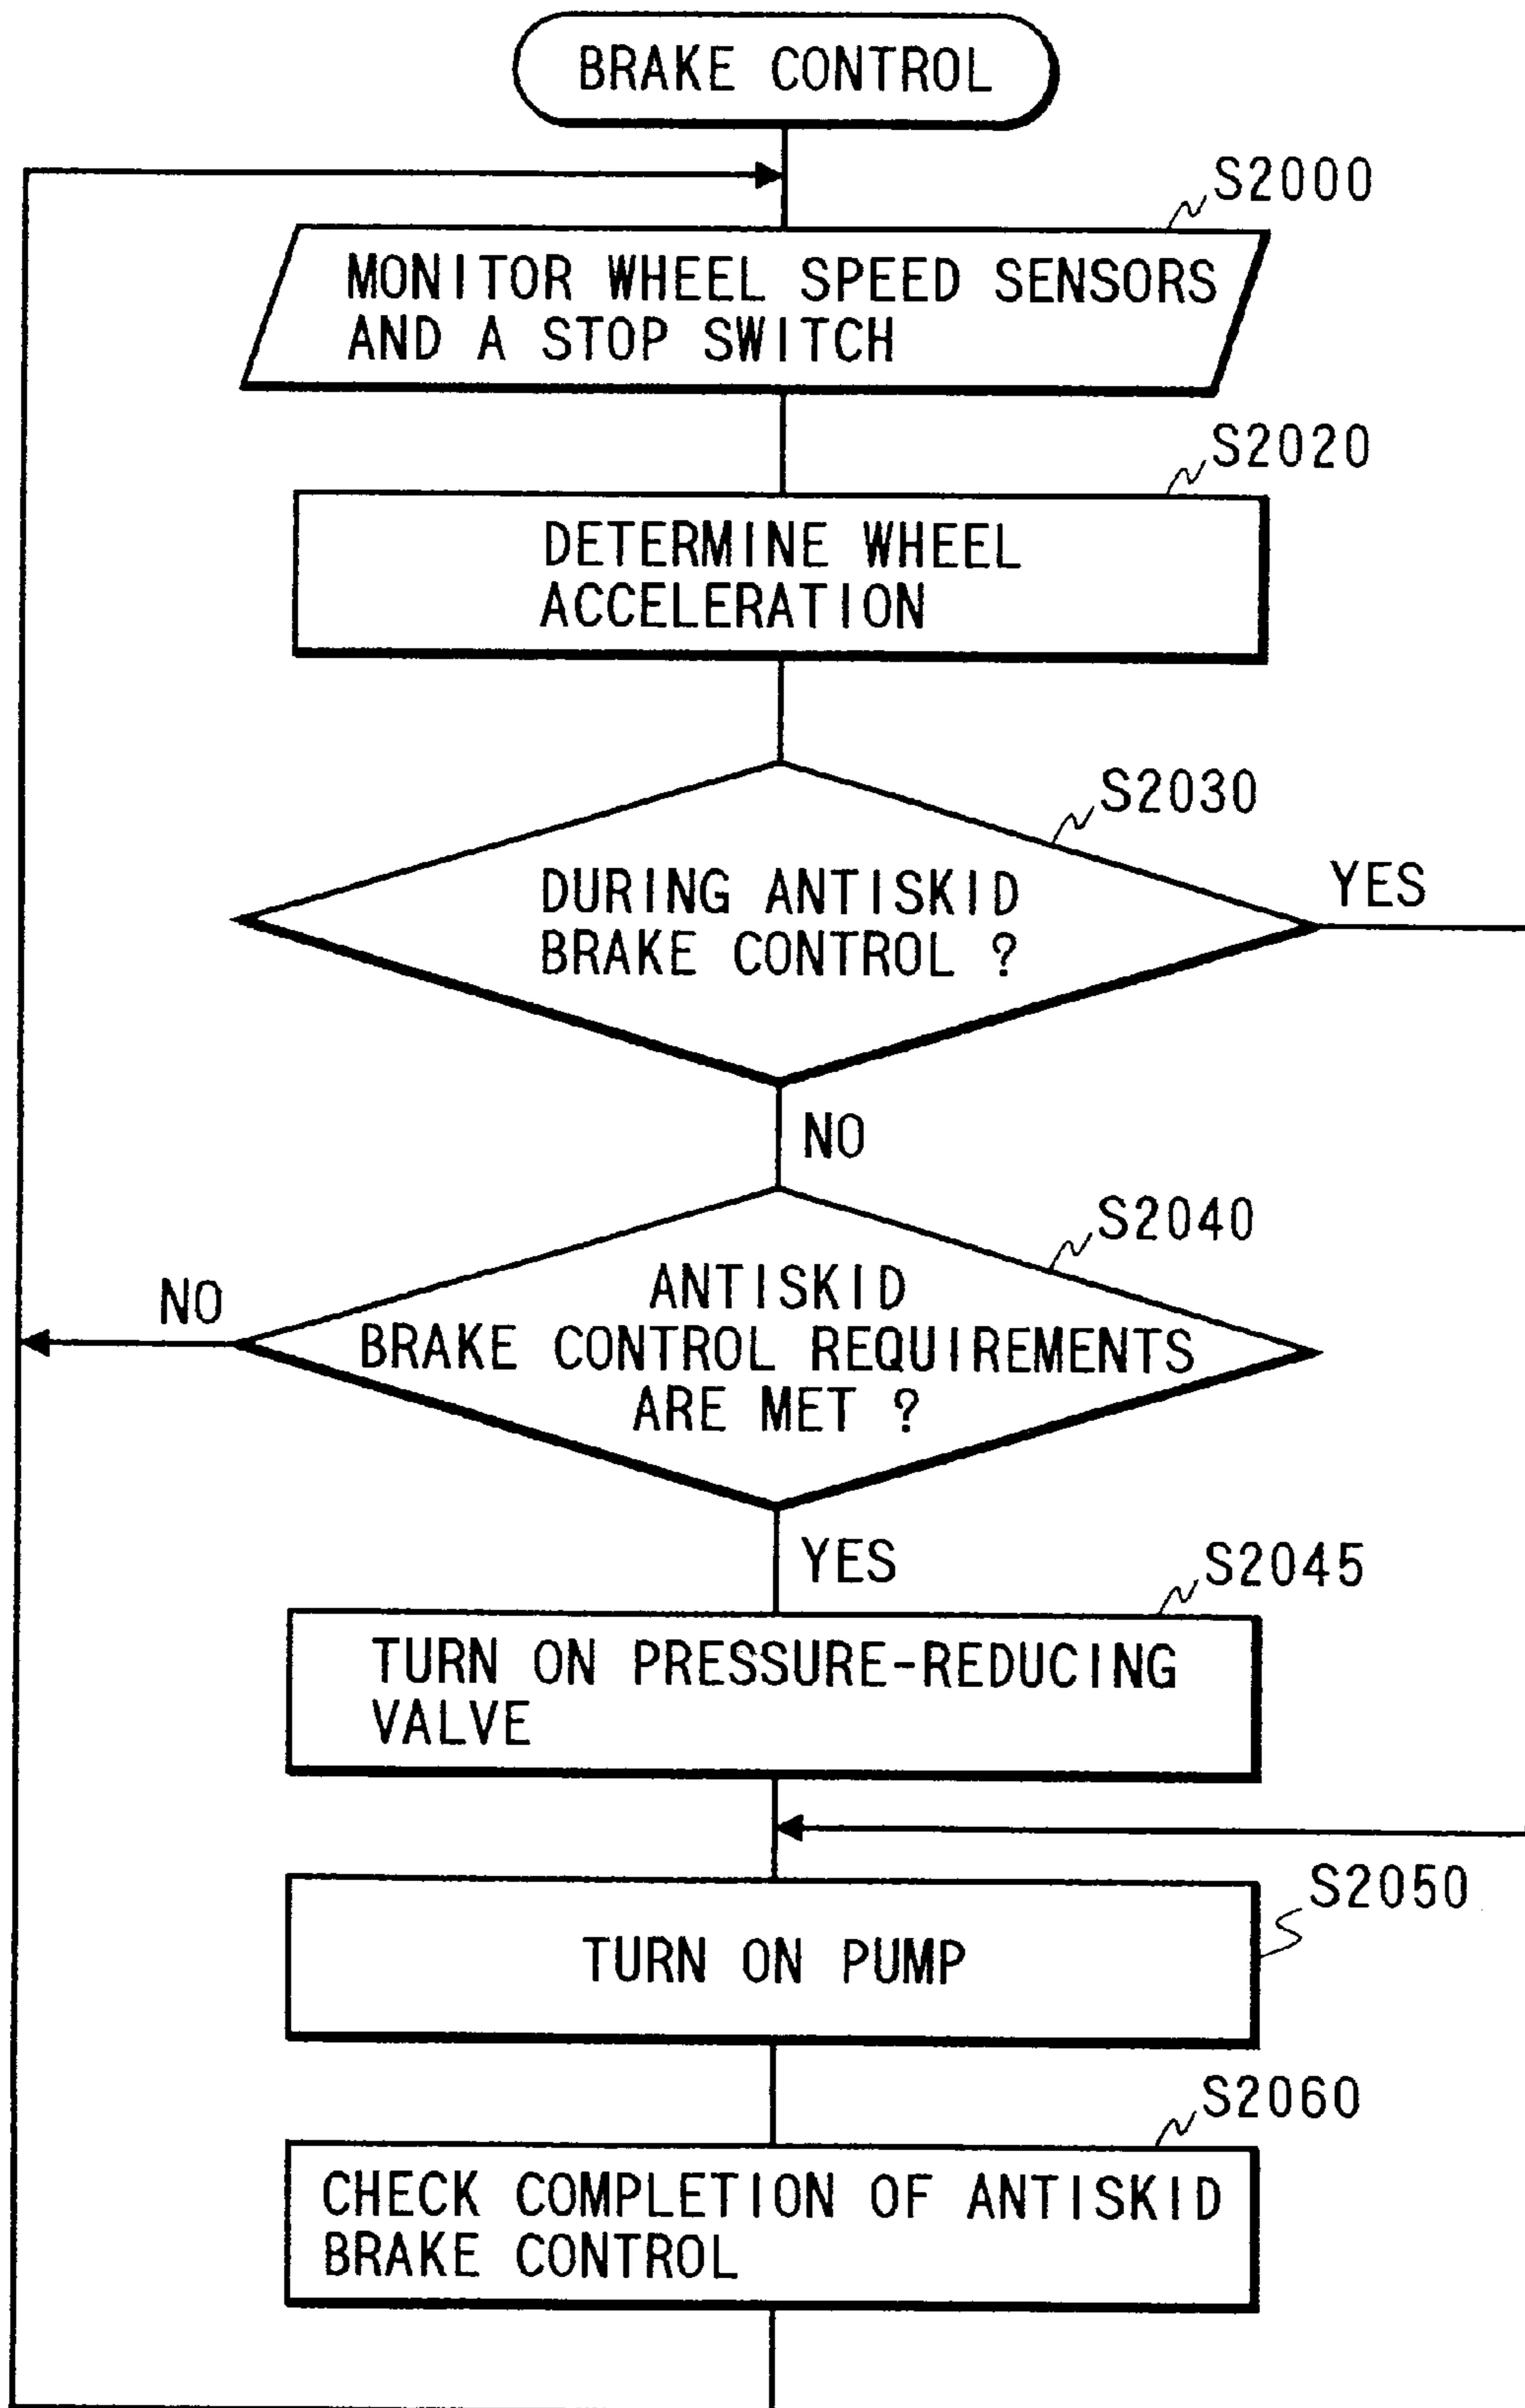 BRAKE CONTROL
S2000
MONITOR WHEEL SPEED SENSORS
AND A STOP SWITCH
S2020
DETERMINE WHEEL
ACCELERATION
S2030
DURING ANTISKID
BRAKE CONTROL ?
YES
NO
S2040
ANTISKID
BRAKE CONTROL REQUIREMENTS
ARE MET ?
NO
YES
S2045
TURN ON PRESSURE-REDUCING
VALVE
S2050
TURN ON PUMP
S2060
CHECK COMPLETION OF ANTISKID
BRAKE CONTROL